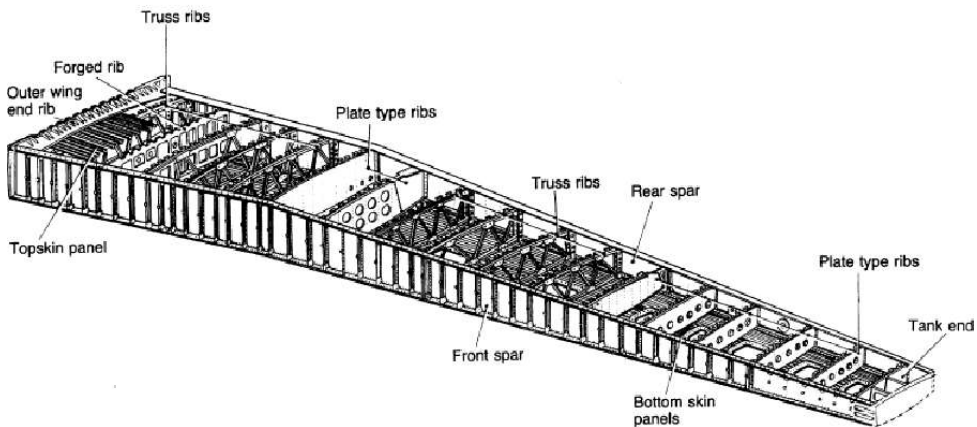 Truss ribs
Forged rib
Outer wing
end rib
Plate type ribs
Truss ribs
Rear spar
Plate type ribs
Topskin panel
Tank end
Front spar
Bottom skin
panels